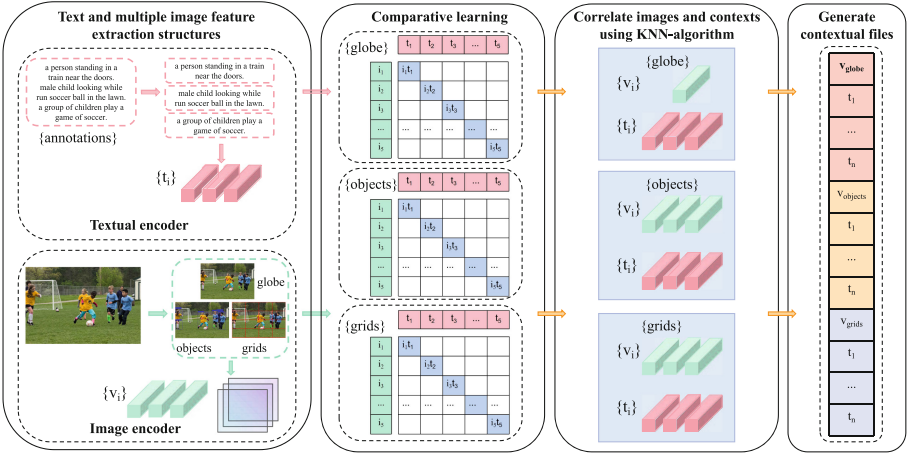 Text and multiple image feature
extraction structures
a person standing in a
train near the doors.
male child looking while
run soccer ball in the lawn.
a group of children play a
game of soccer.
{annotations}
a person standing in a train
near the doors.
male child looking while
run soccer ball in the lawn.
a group of children play a
game of soccer.
{tᵢ}
Textual encoder
globe
objects
grids
{vᵢ}
Image encoder
Comparative learning
{globe}
t₁ t₂ t₃ ... t₅
i₁ i₁t₁
i₂ i₂t₂
i₃ i₃t₃
... ... ... ... ... ...
i₅ i₅t₅
{objects}
t₁ t₂ t₃ ... t₅
i₁ i₁t₁
i₂ i₂t₂
i₃ i₃t₃
... ... ... ... ... ...
i₅ i₅t₅
{grids}
t₁ t₂ t₃ ... t₅
i₁ i₁t₁
i₂ i₂t₂
i₃ i₃t₃
... ... ... ... ... ...
i₅ i₅t₅
Correlate images and contexts
using KNN-algorithm
{globe}
{vᵢ}
{tᵢ}
{objects}
{vᵢ}
{tᵢ}
{grids}
{vᵢ}
{tᵢ}
Generate
contextual files
v_globe
t₁
...
tₙ
v_objects
t₁
...
tₙ
v_grids
t₁
...
tₙ